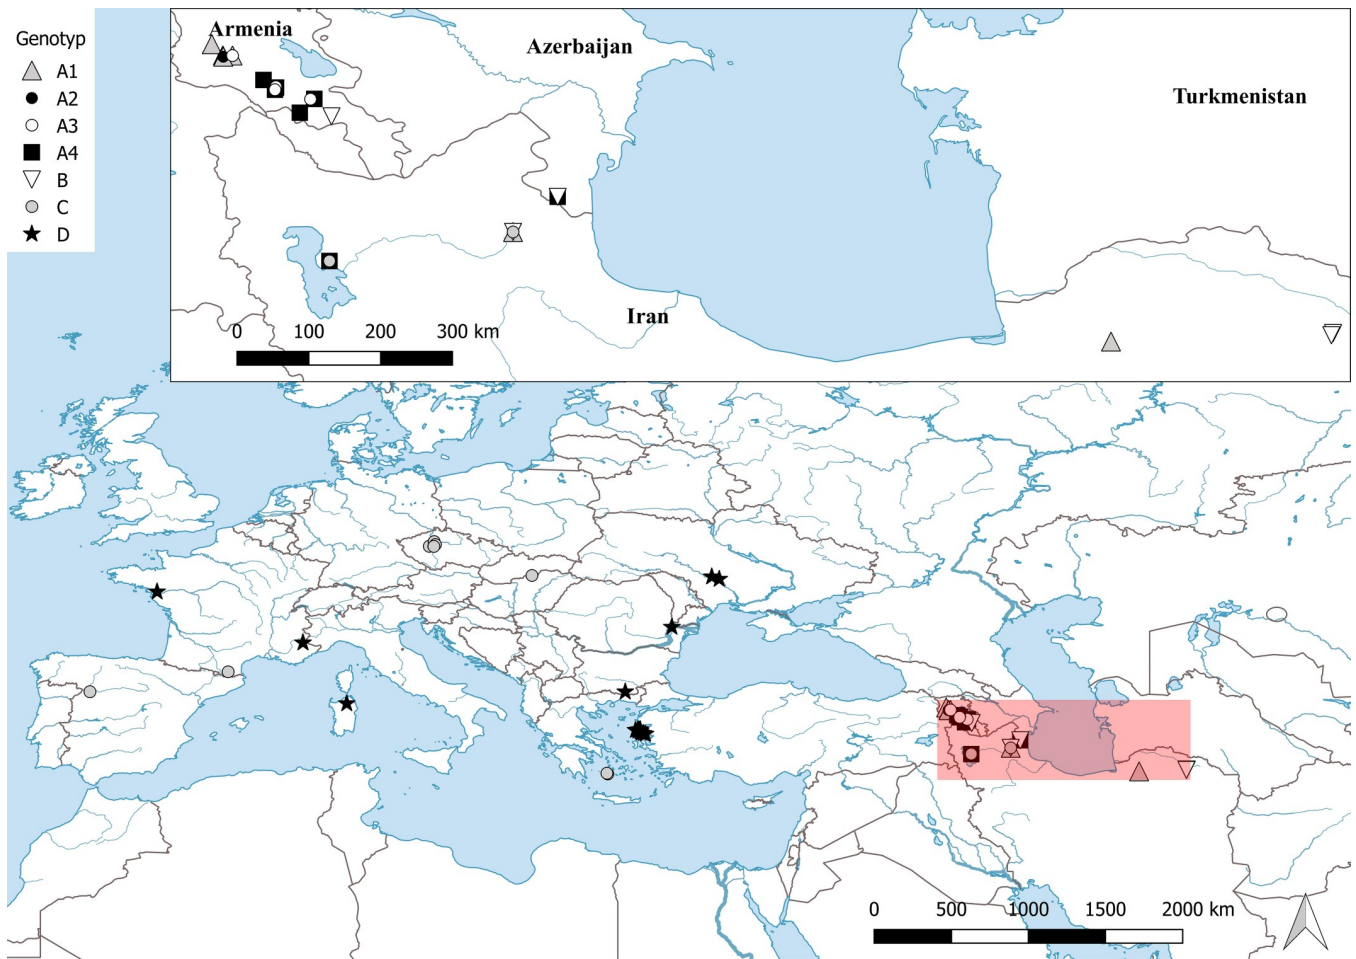 Genotyp
A1
A2
A3
A4
B
C
D
Armenia
Azerbaijan
Turkmenistan
Iran
0 100 200 300 km
0 500 1000 1500 2000 km